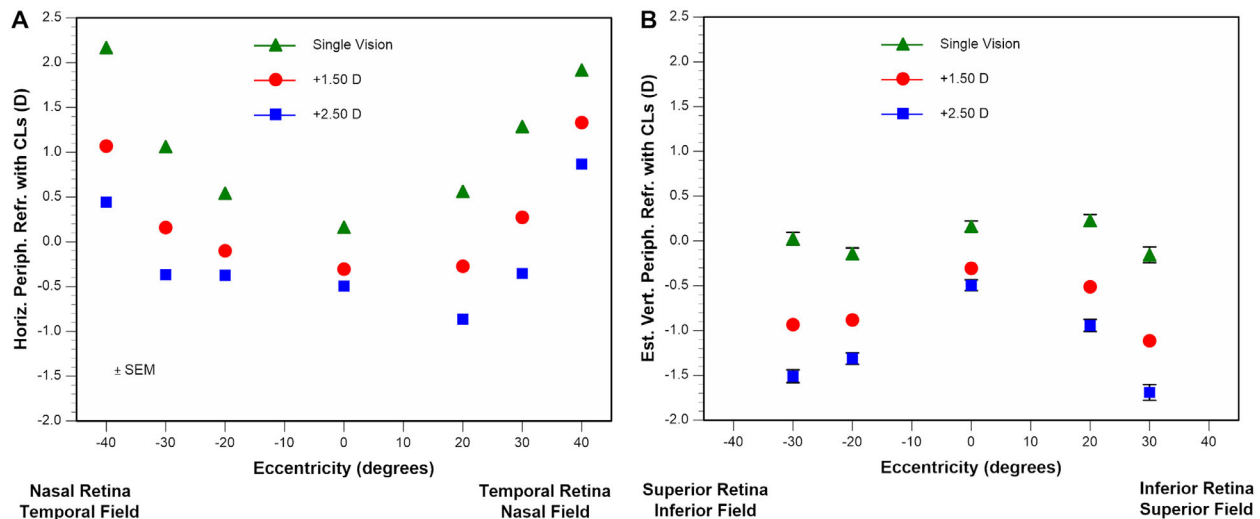 A
Horiz. Periph. Refr. with CLs (D)
2.5
2.0
1.5
1.0
0.5
0.0
-0.5
-1.0
-1.5
-2.0
Single Vision
+1.50 D
+2.50 D
± SEM
-40 -30 -20 -10 0 10 20 30 40
Eccentricity (degrees)
Nasal Retina
Temporal Field
Temporal Retina
Nasal Field
B
Est. Vert. Periph. Refr. with CLs (D)
2.5
2.0
1.5
1.0
0.5
0.0
-0.5
-1.0
-1.5
-2.0
Single Vision
+1.50 D
+2.50 D
-40 -30 -20 -10 0 10 20 30 40
Eccentricity (degrees)
Superior Retina
Inferior Field
Inferior Retina
Superior Field